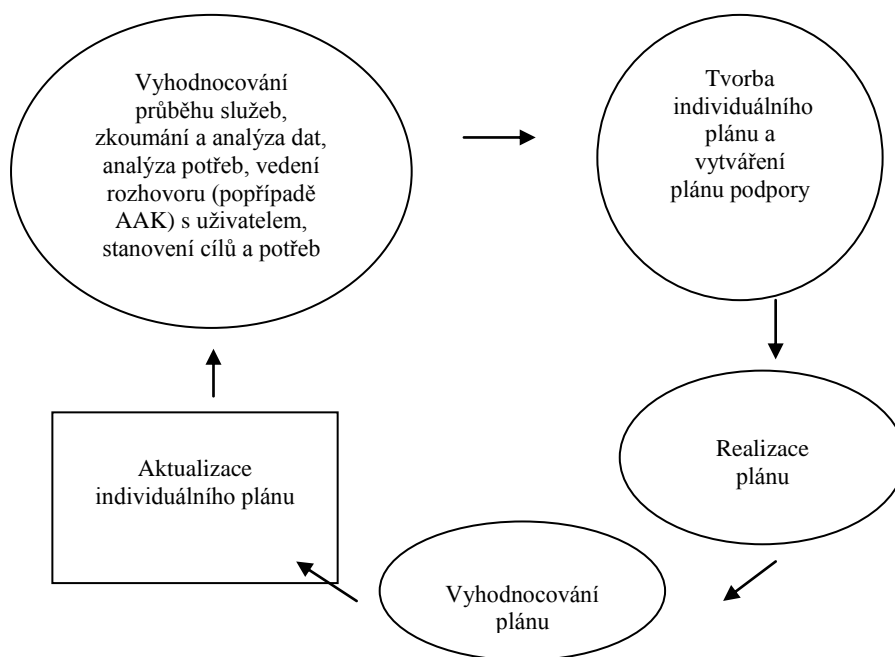 Vyhodnocování
průběhu služeb,
zkoumání a analýza dat,
analýza potřeb, vedení
rozhovoru (popřípadě
AAK) s uživatelem,
stanovení cílů a potřeb
Tvorba
individuálního
plánu a
vytváření
plánu podpory
Realizace
plánu
Vyhodnocování
plánu
Aktualizace
individuálního plánu